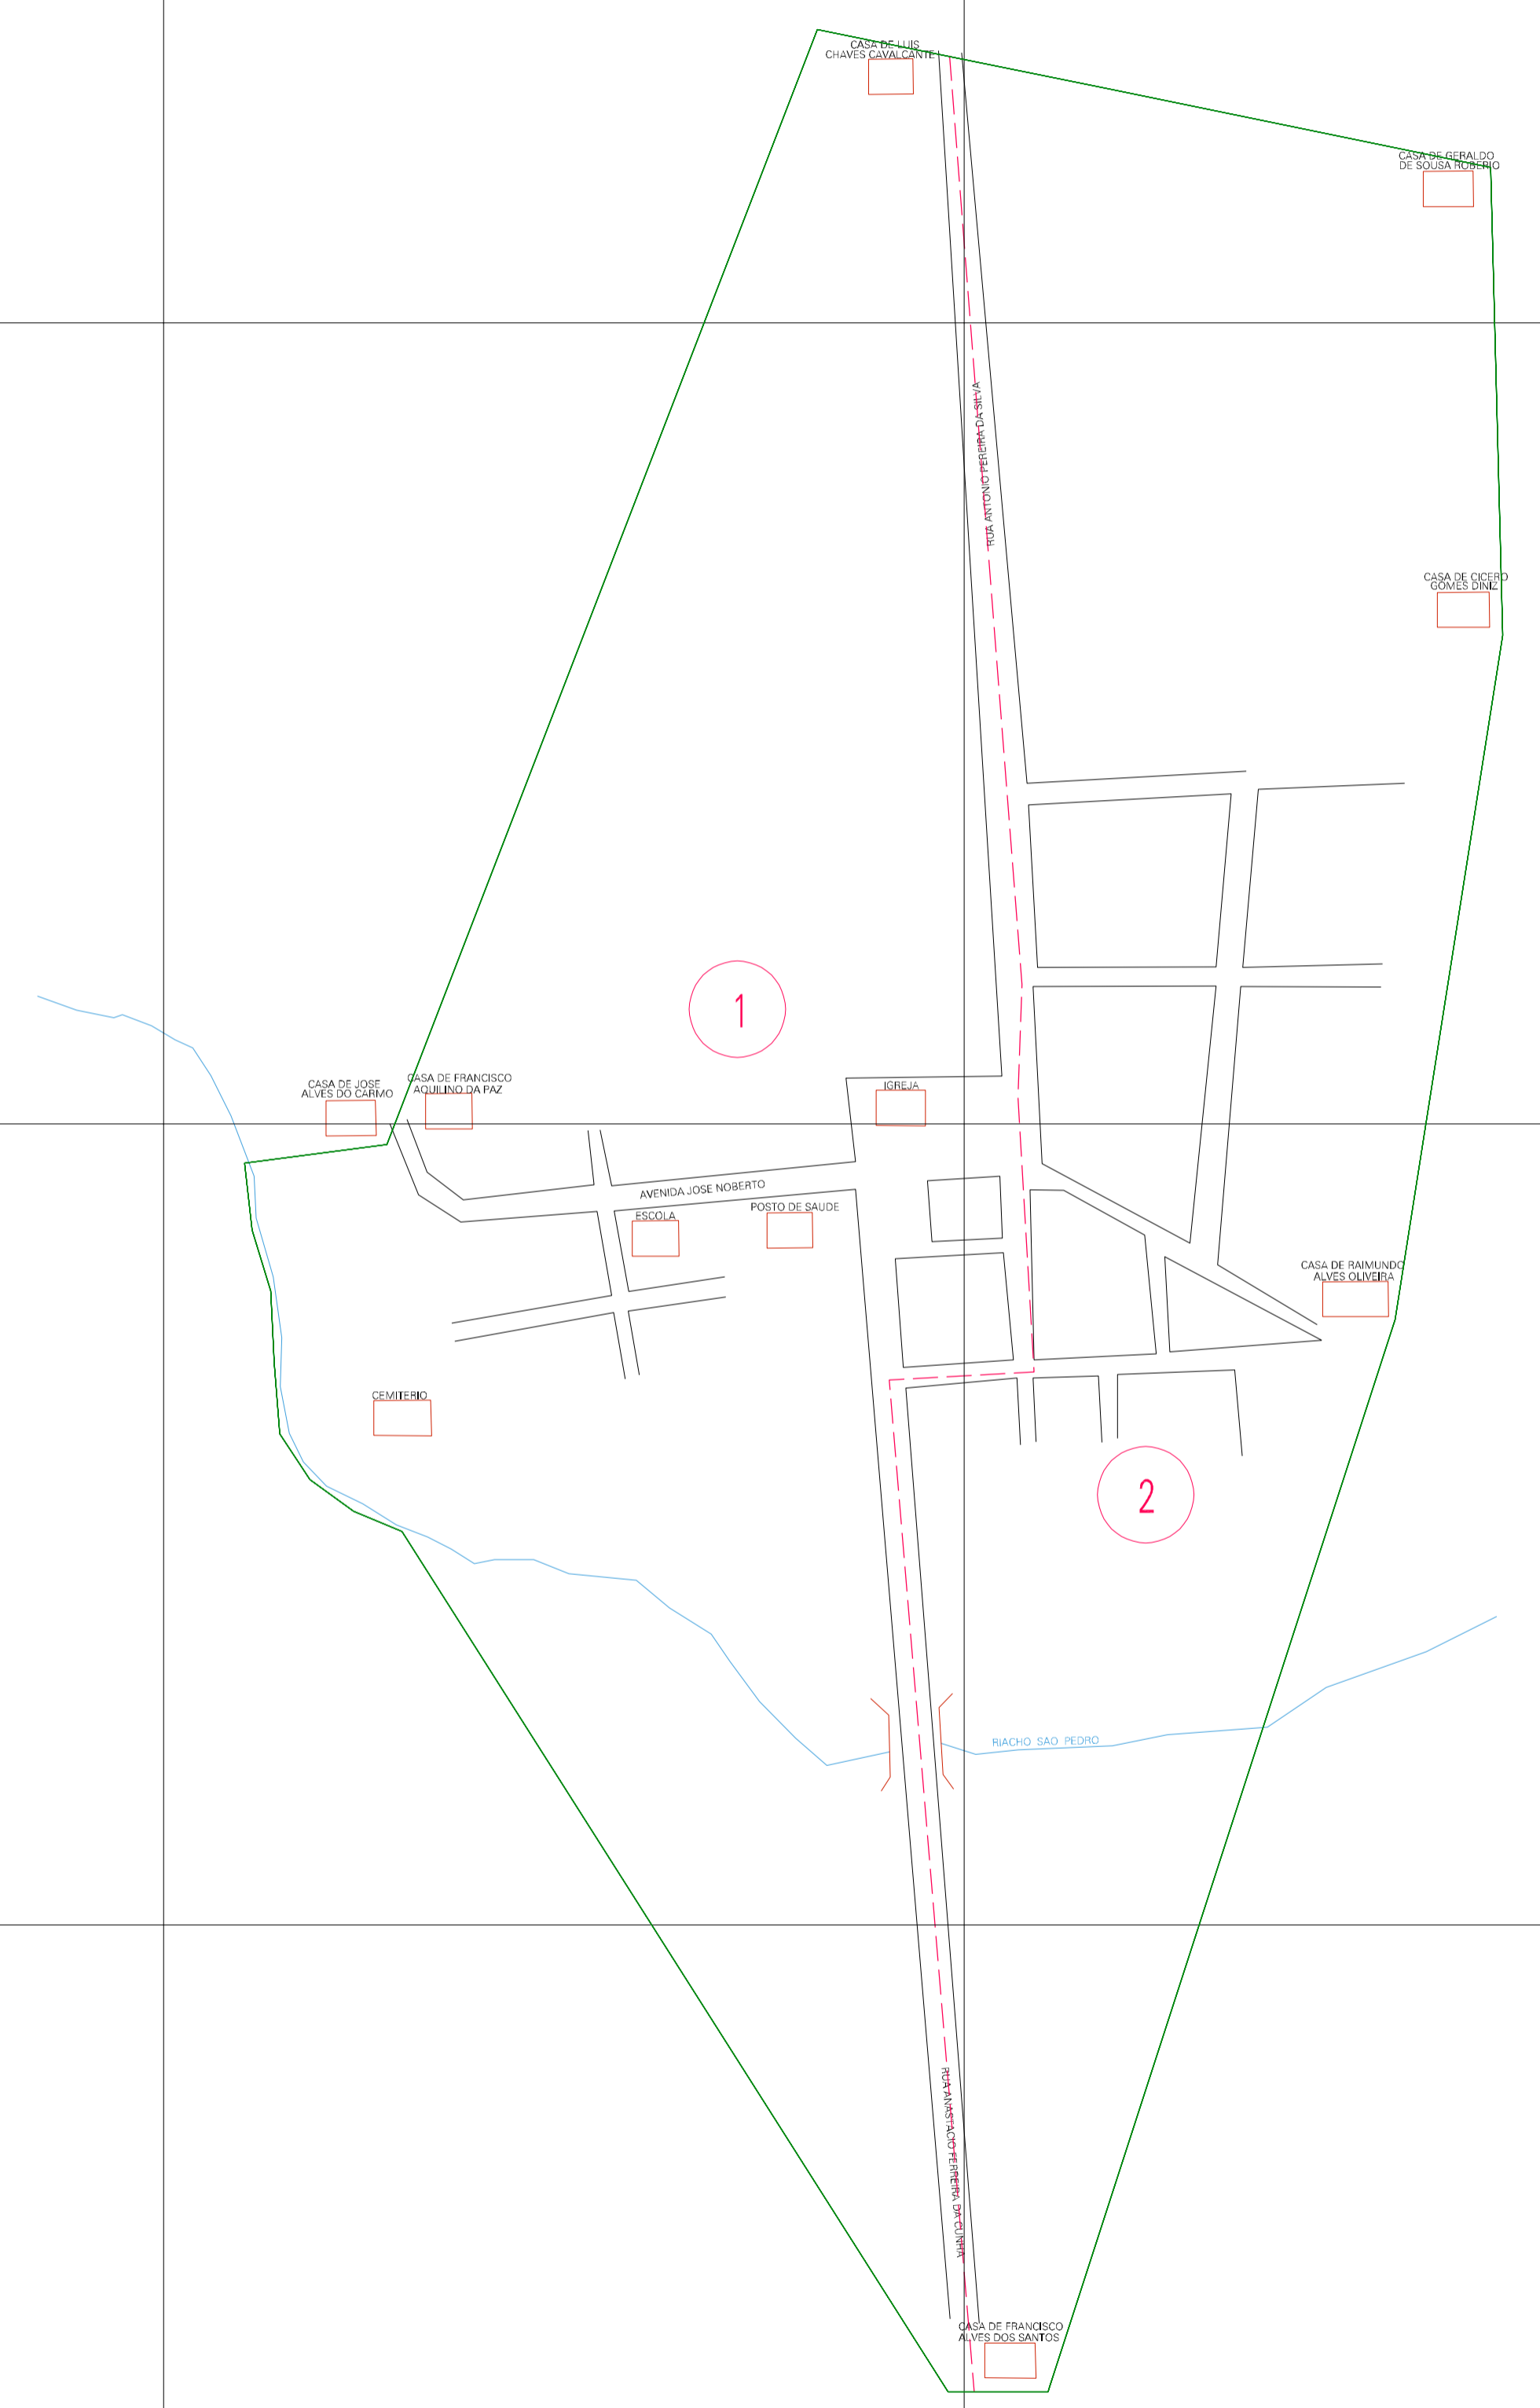 CASA DE LUIS
CHAVES CAVALCANTE
CASA DE GERALDO
DE SOUSA ROBERIO
RUA ANTONIO PEREIRA DA SILVA
CASA DE CICERO
GOMES DINIZ
1
CASA DE JOSE
ALVES DO CARMO
CASA DE FRANCISCO
AQUILINO DA PAZ
IGREJA
AVENIDA JOSE NOBERTO
ESCOLA
POSTO DE SAUDE
CASA DE RAIMUNDO
ALVES OLIVEIRA
CEMITERIO
2
RIACHO SAO PEDRO
RUA ANASTACIO FERREIRA DA CUNHA
CASA DE FRANCISCO
ALVES DOS SANTOS